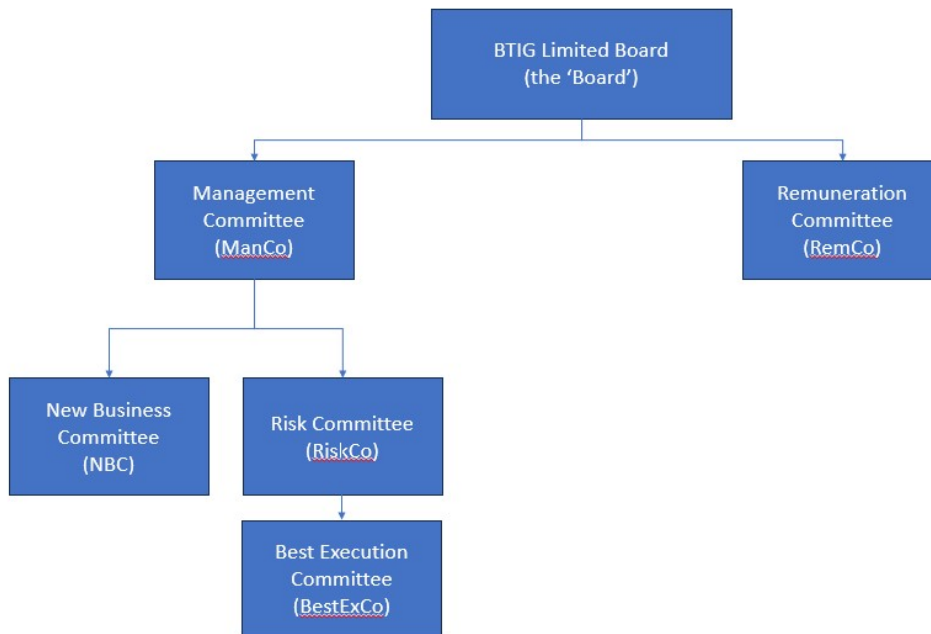 BTIG Limited Board
(the ‘Board’)
Management
Committee
(ManCo)
Remuneration
Committee
(RemCo)
New Business
Committee
(NBC)
Risk Committee
(RiskCo)
Best Execution
Committee
(BestExCo)